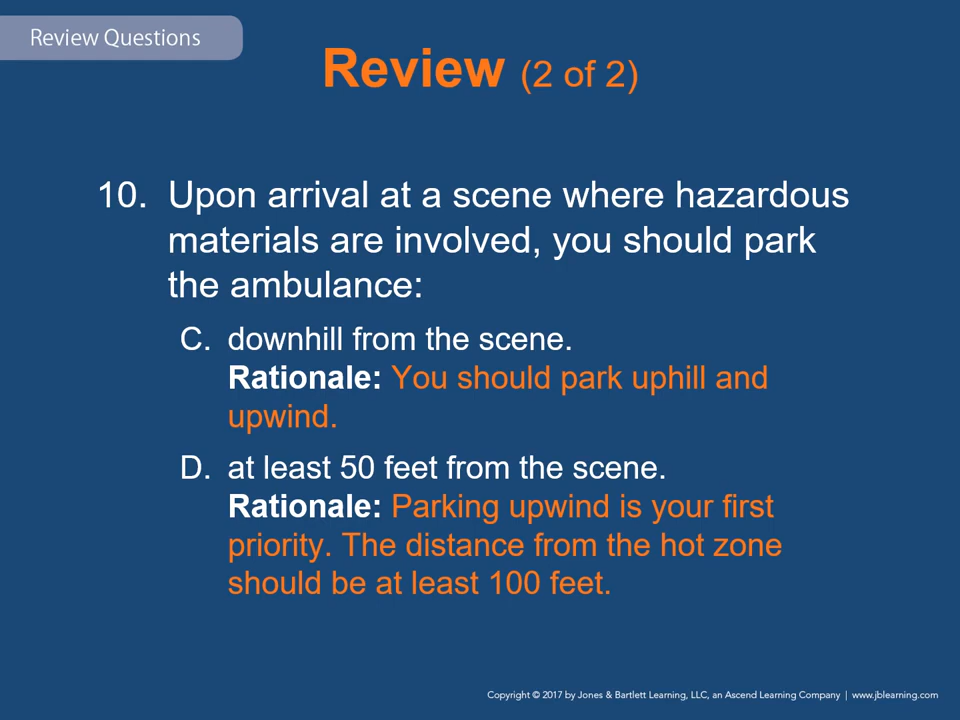 Review Questions
Review (2 of 2)
10. Upon arrival at a scene where hazardous
materials are involved, you should park
the ambulance:
C. downhill from the scene.
Rationale: You should park uphill and
upwind.
D. at least 50 feet from the scene.
Rationale: Parking upwind is your first
priority. The distance from the hot zone
should be at least 100 feet.
Copyright © 2017 by Jones & Bartlett Learning, LLC, an Ascend Learning Company | www.jblearning.com